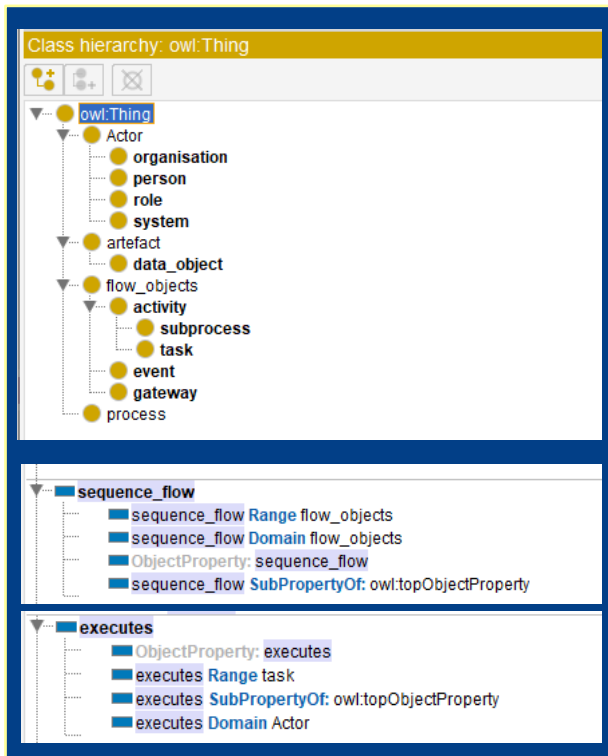 Class hierarchy: owl:Thing
owl:Thing
Actor
organisation
person
role
system
artefact
data_object
flow_objects
activity
subprocess
task
event
gateway
process
sequence_flow
sequence_flow Range flow_objects
sequence_flow Domain flow_objects
ObjectProperty: sequence_flow
sequence_flow SubPropertyOf: owl:topObjectProperty
executes
ObjectProperty: executes
executes Range task
executes SubPropertyOf: owl:topObjectProperty
executes Domain Actor